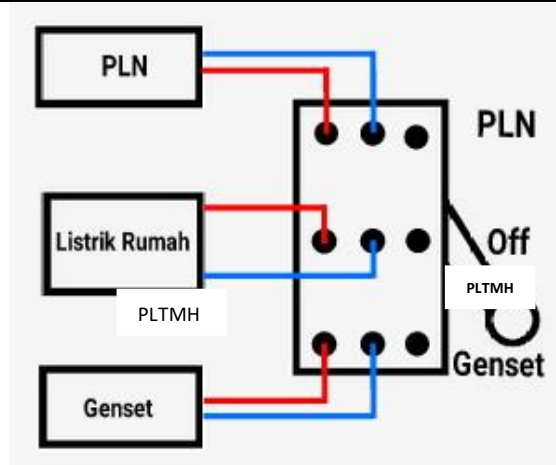 PLN
PLN
Listrik Rumah
Off
PLTMH
PLTMH
Genset
Genset